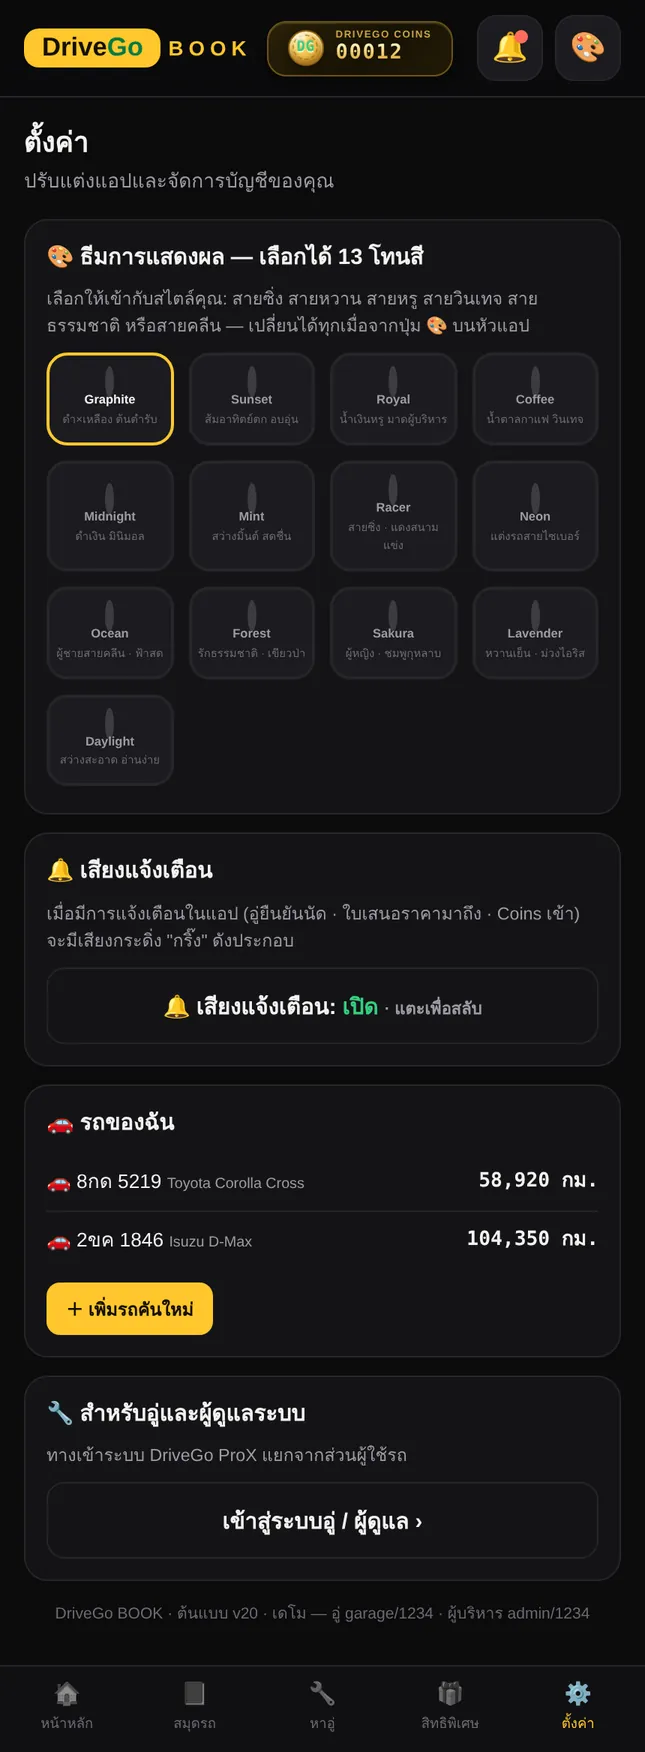 DriveGo BOOK
DG
DRIVEGO COINS
00012
ตั้งค่า
ปรับแต่งแอปและจัดการบัญชีของคุณ
🎨 ธีมการแสดงผล — เลือกได้ 13 โทนสี
เลือกให้เข้ากับสไตล์คุณ: สายซิ่ง สายหวาน สายหรู สายวินเทจ สาย
ธรรมชาติ หรือสายคลีน — เปลี่ยนได้ทุกเมื่อจากปุ่ม 🎨 บนหัวแอป
Graphite
ดำ×เหลือง ต้นตำรับ
Sunset
ส้มอาทิตย์ตก อบอุ่น
Royal
น้ำเงินหรู มาดผู้บริหาร
Coffee
น้ำตาลกาแฟ วินเทจ
Midnight
ดำเงิน มินิมอล
Mint
สว่างมิ้นต์ สดชื่น
Racer
สายซิ่ง · แดงสนาม
แข่ง
Neon
แต่งรถสายไซเบอร์
Ocean
ผู้ชายสายคลีน · ฟ้าสด
Forest
รักธรรมชาติ · เขียวป่า
Sakura
ผู้หญิง · ชมพูกุหลาบ
Lavender
หวานเย็น · ม่วงไอริส
Daylight
สว่างสะอาด อ่านง่าย
🔔 เสียงแจ้งเตือน
เมื่อมีการแจ้งเตือนในแอป (อู่ยืนยันนัด · ใบเสนอราคามาถึง · Coins เข้า)
จะมีเสียงกระดิ่ง "กริ๊ง" ดังประกอบ
🔔 เสียงแจ้งเตือน: เปิด · แตะเพื่อสลับ
🚗 รถของฉัน
🚗 8กด 5219 Toyota Corolla Cross 58,920 กม.
🚗 2ขค 1846 Isuzu D-Max 104,350 กม.
+ เพิ่มรถคันใหม่
🔧 สำหรับอู่และผู้ดูแลระบบ
ทางเข้าระบบ DriveGo ProX แยกจากส่วนผู้ใช้รถ
เข้าสู่ระบบอู่ / ผู้ดูแล ›
DriveGo BOOK · ต้นแบบ v20 · เดโม — อู่ garage/1234 · ผู้บริหาร admin/1234
หน้าหลัก
สมุดรถ
หาอู่
สิทธิพิเศษ
ตั้งค่า